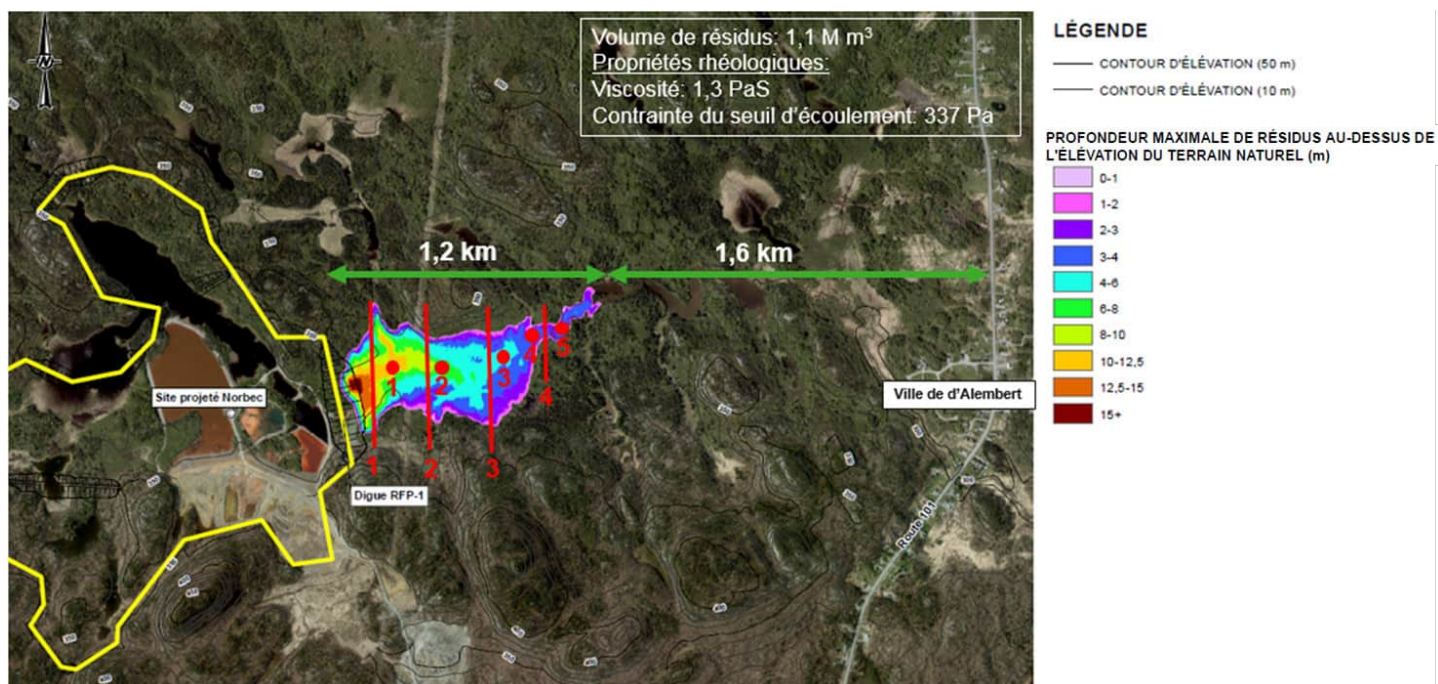 N
Volume de résidus: 1,1 M m³
Propriétés rhéologiques:
Viscosité: 1,3 PaS
Contrainte du seuil d'écoulement: 337 Pa
1,2 km
1,6 km
1
2
3
4
5
1
2
3
4
Site projeté Norbec
Digue RFP-1
Ville de d'Alembert
Route 101
LÉGENDE
CONTOUR D'ÉLÉVATION (50 m)
CONTOUR D'ÉLÉVATION (10 m)
PROFONDEUR MAXIMALE DE RÉSIDUS AU-DESSUS DE
L'ÉLÉVATION DU TERRAIN NATUREL (m)
0-1
1-2
2-3
3-4
4-6
6-8
8-10
10-12,5
12,5-15
15+